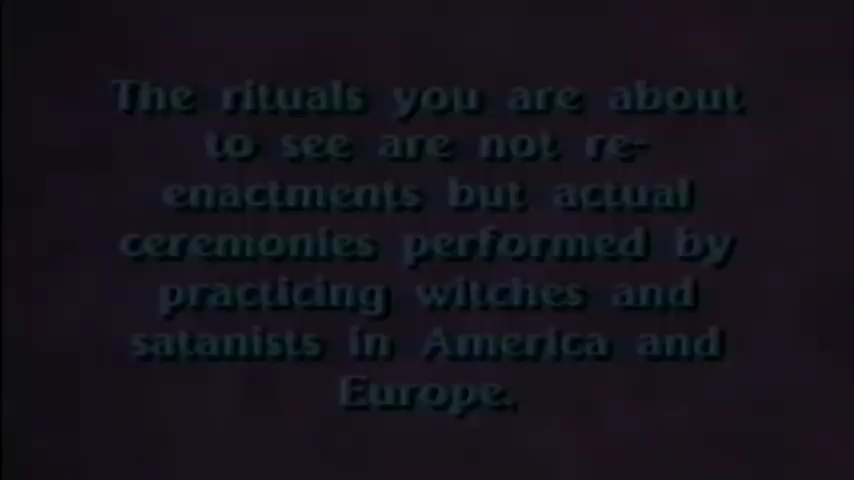 The rituals you are about
to see are not re-
enactments but actual
ceremonies performed by
practicing witches and
satanists in America and
Europe.